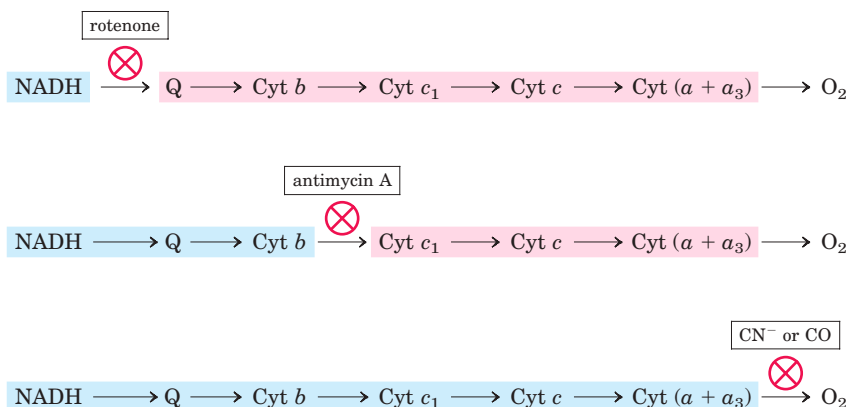 rotenone
NADH → Q → Cyt b → Cyt c₁ → Cyt c → Cyt (a + a₃) → O₂
antimycin A
NADH → Q → Cyt b → Cyt c₁ → Cyt c → Cyt (a + a₃) → O₂
CN⁻ or CO
NADH → Q → Cyt b → Cyt c₁ → Cyt c → Cyt (a + a₃) → O₂